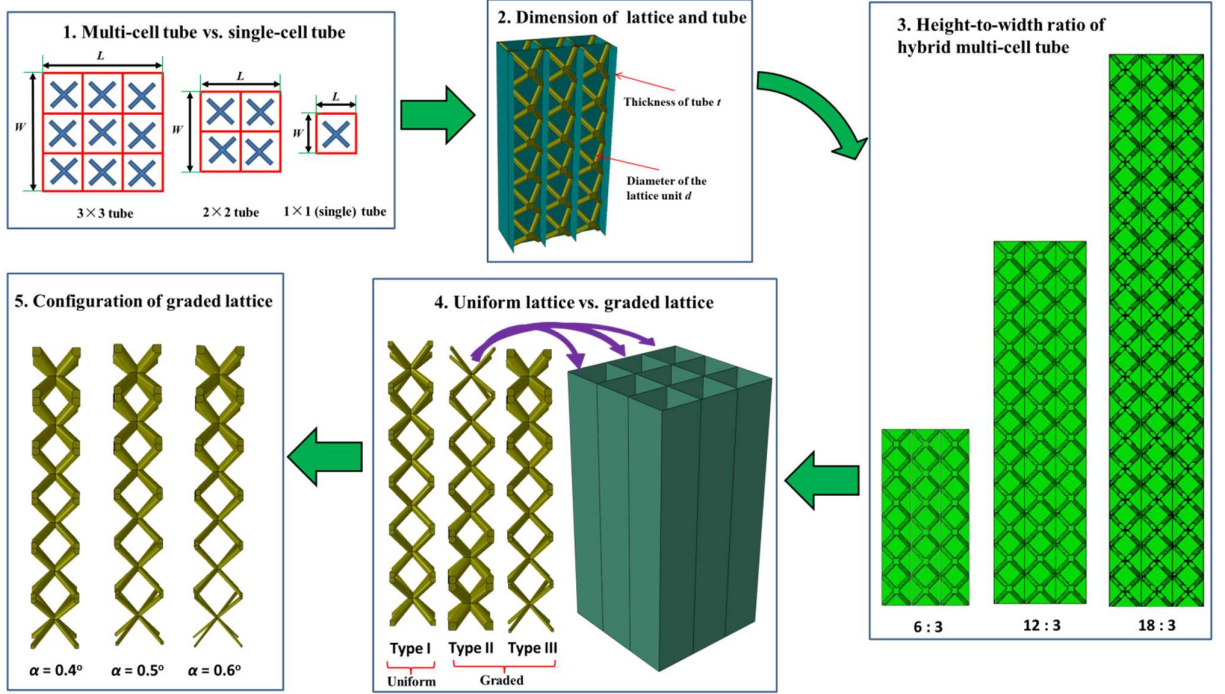 1. Multi-cell tube vs. single-cell tube
L
W
3×3 tube
L
W
2×2 tube
L
W
1×1 (single) tube
2. Dimension of lattice and tube
Thickness of tube t
Diameter of the
lattice unit d
3. Height-to-width ratio of
hybrid multi-cell tube
6 : 3
12 : 3
18 : 3
4. Uniform lattice vs. graded lattice
Type I
Type II
Type III
Uniform
Graded
5. Configuration of graded lattice
α = 0.4°
α = 0.5°
α = 0.6°